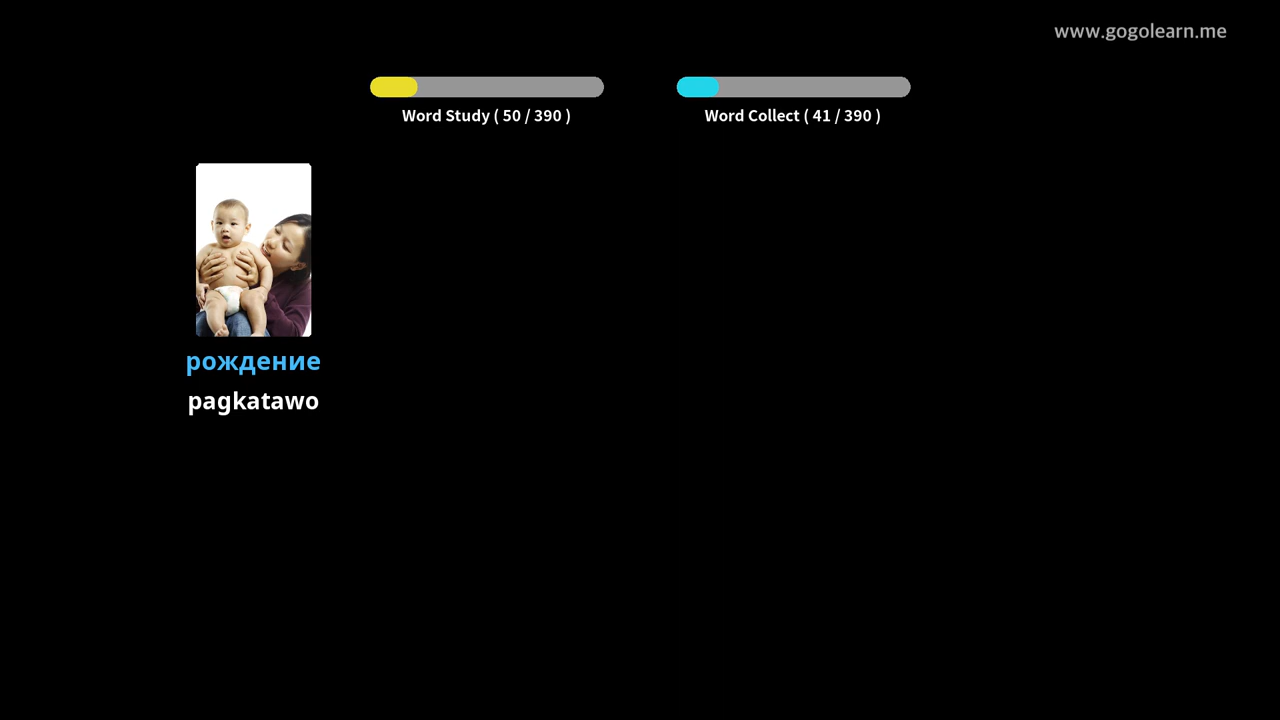 www.gogolearn.me
Word Study ( 50 / 390 )
Word Collect ( 41 / 390 )
рождение
pagkatawo